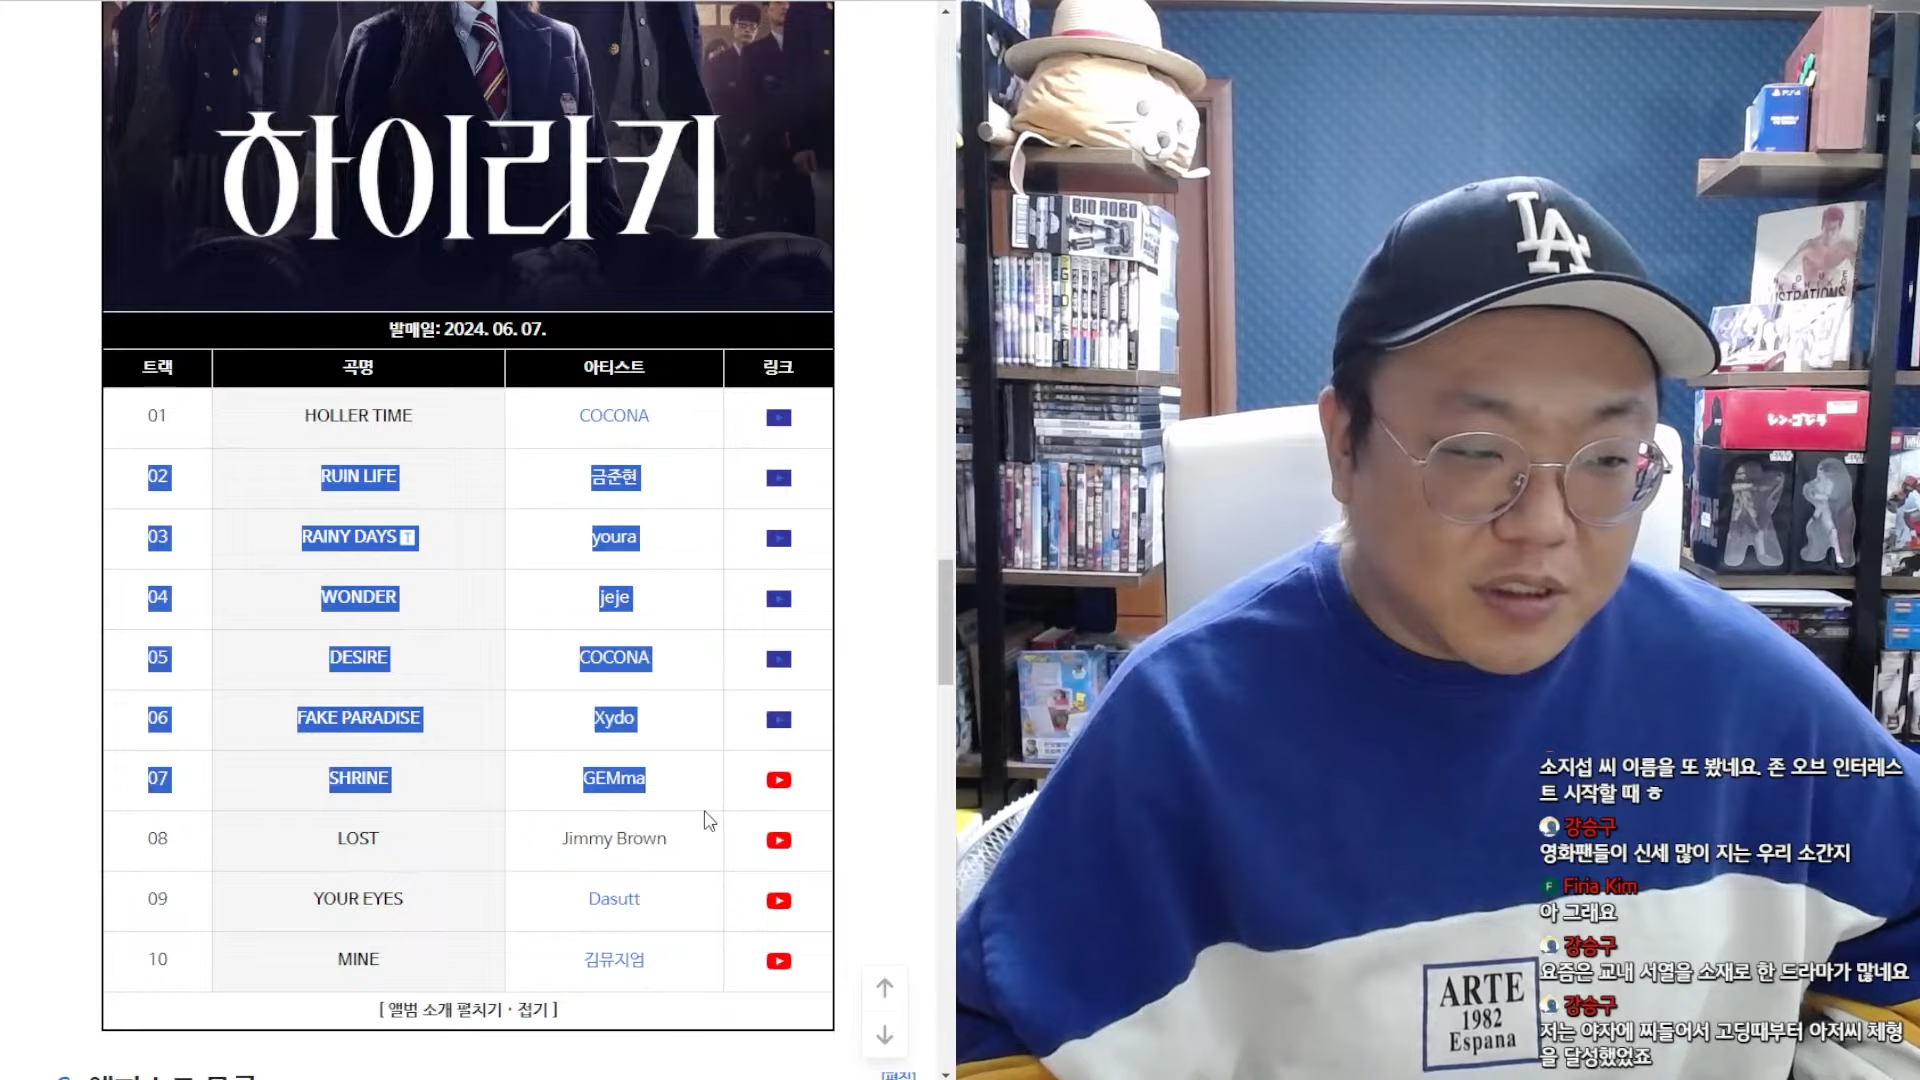 하이라키
발매일: 2024. 06. 07.
트랙 곡명 아티스트 링크
01 HOLLER TIME COCONA
02 RUIN LIFE 금준현
03 RAINY DAYS T youra
04 WONDER jeje
05 DESIRE COCONA
06 FAKE PARADISE Xydo
07 SHRINE GEMma
08 LOST Jimmy Brown
09 YOUR EYES Dasutt
10 MINE 김뮤지엄
[ 앨범 소개 펼치기 · 접기 ]
[편집]
BIO ROBO
PS4
LA
シン・ゴジラ
ARTE
1982
Espana
소지섭 씨 이름을 또 봤네요. 존 오브 인터레스
트 시작할 때 ㅎ
강승구
영화팬들이 신세 많이 지는 우리 소간지
F Firia Kim
아 그래요
강승구
요즘은 교내 서열을 소재로 한 드라마가 많네요
강승구
저는 야자에 찌들어서 고딩때부터 아저씨 체형
을 달성했었죠